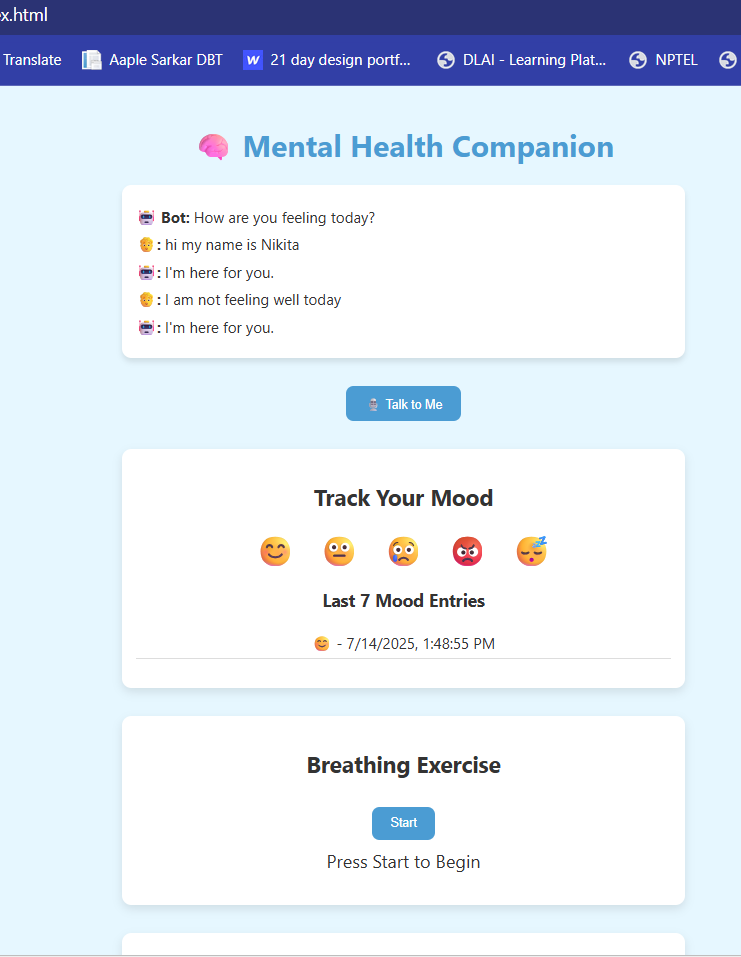 x.html
Translate Aaple Sarkar DBT w 21 day design portf... DLAI - Learning Plat... NPTEL
Mental Health Companion
Bot: How are you feeling today?
: hi my name is Nikita
: I'm here for you.
: I am not feeling well today
: I'm here for you.
Talk to Me
Track Your Mood
Last 7 Mood Entries
- 7/14/2025, 1:48:55 PM
Breathing Exercise
Start
Press Start to Begin